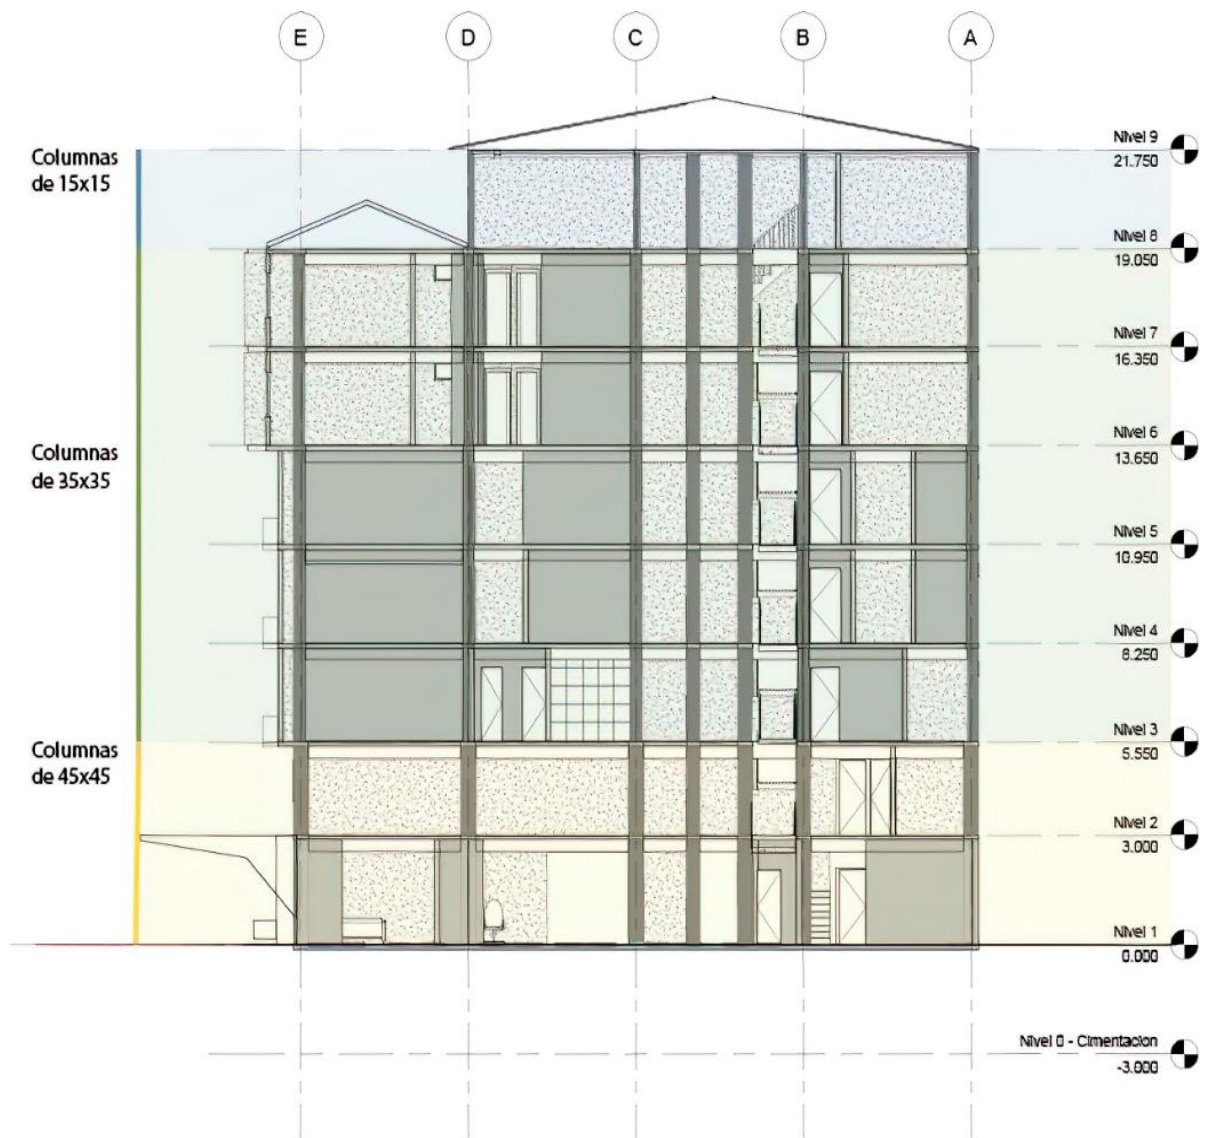 E D C B A
Nivel 9
21.750
Columnas
de 15x15
Nivel 8
19.050
Nivel 7
16.350
Nivel 6
13.650
Columnas
de 35x35
Nivel 5
10.950
Nivel 4
8.250
Nivel 3
5.550
Columnas
de 45x45
Nivel 2
3.000
Nivel 1
0.000
Nivel 0 - Cimentacion
-3.000